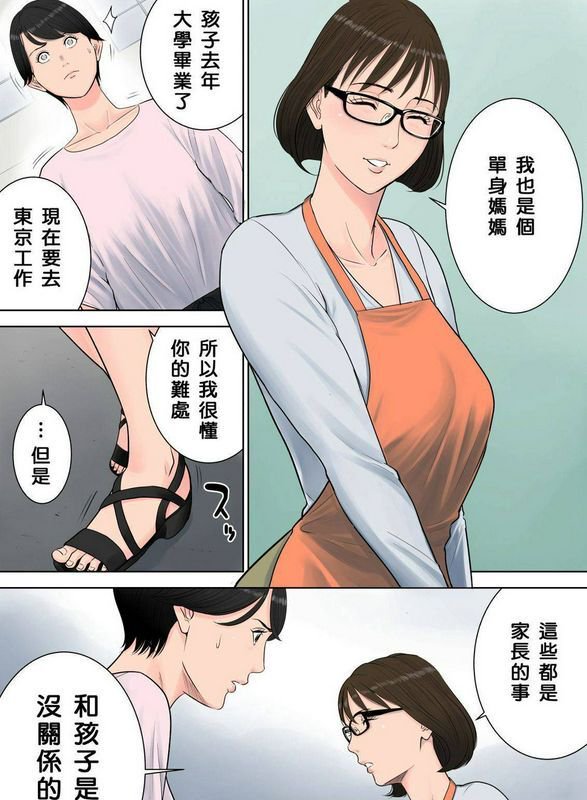 我也是個
單身媽媽
孩子去年
大學畢業了
現在要去
東京工作
所以我很懂
你的難處
…但是
スッ
這些都是
家長的事
和孩子是
沒關係的